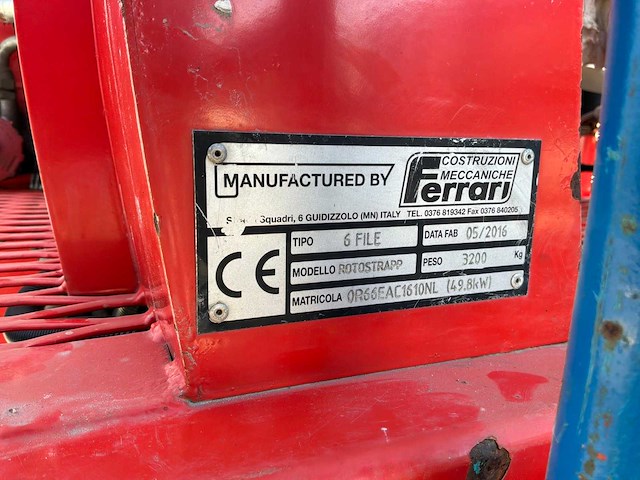 MANUFACTURED BY
COSTRUZIONI
MECCANICHE
Ferrari
Squadri, 6 GUIDIZZOLO (MN) ITALY TEL. 0376 819342 Fax 0376 840205
TIPO 6 FILE DATA FAB 05/2016
MODELLO ROTOSTRAPP PESO 3200 Kg
MATRICOLA OR66EAC1610NL (49.8kW)
CE